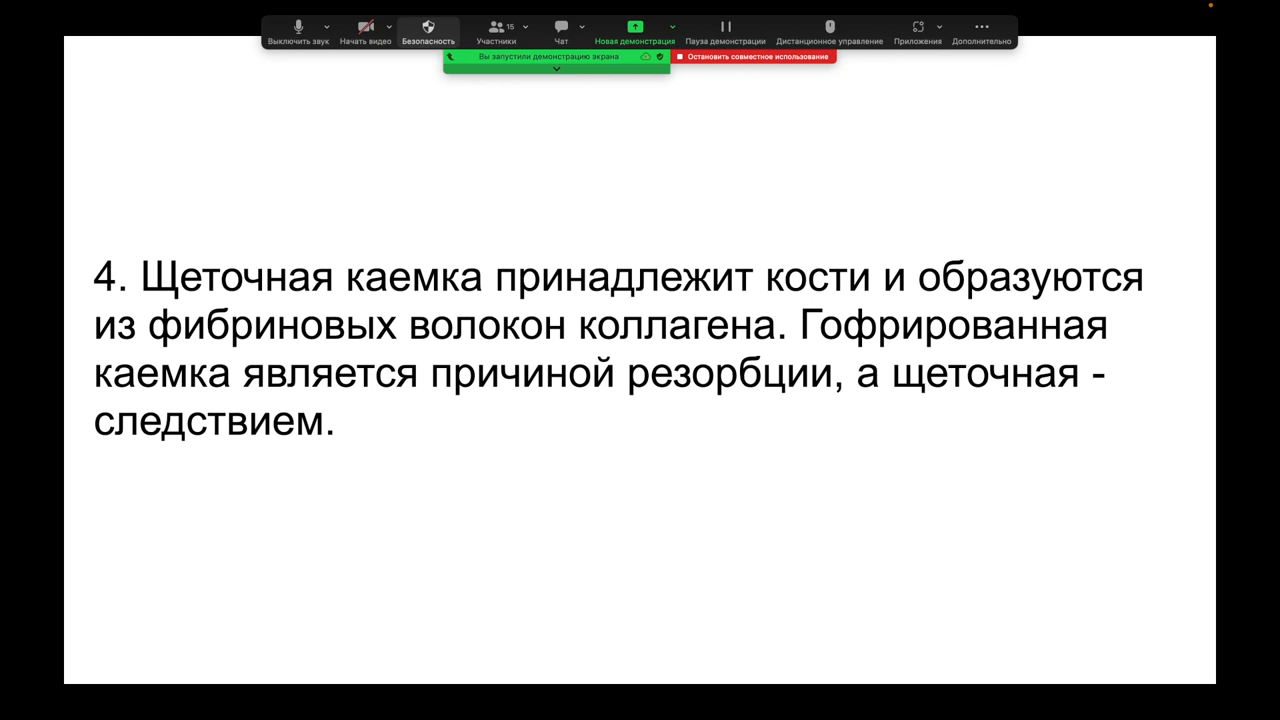 Выключить звук
Начать видео
Безопасность
15
Участники
Чат
Новая демонстрация
Пауза демонстрации
Дистанционное управление
Приложения
Дополнительно
Вы запустили демонстрацию экрана
Остановить совместное использование
4. Щеточная каемка принадлежит кости и образуются
из фибриновых волокон коллагена. Гофрированная
каемка является причиной резорбции, а щеточная -
следствием.